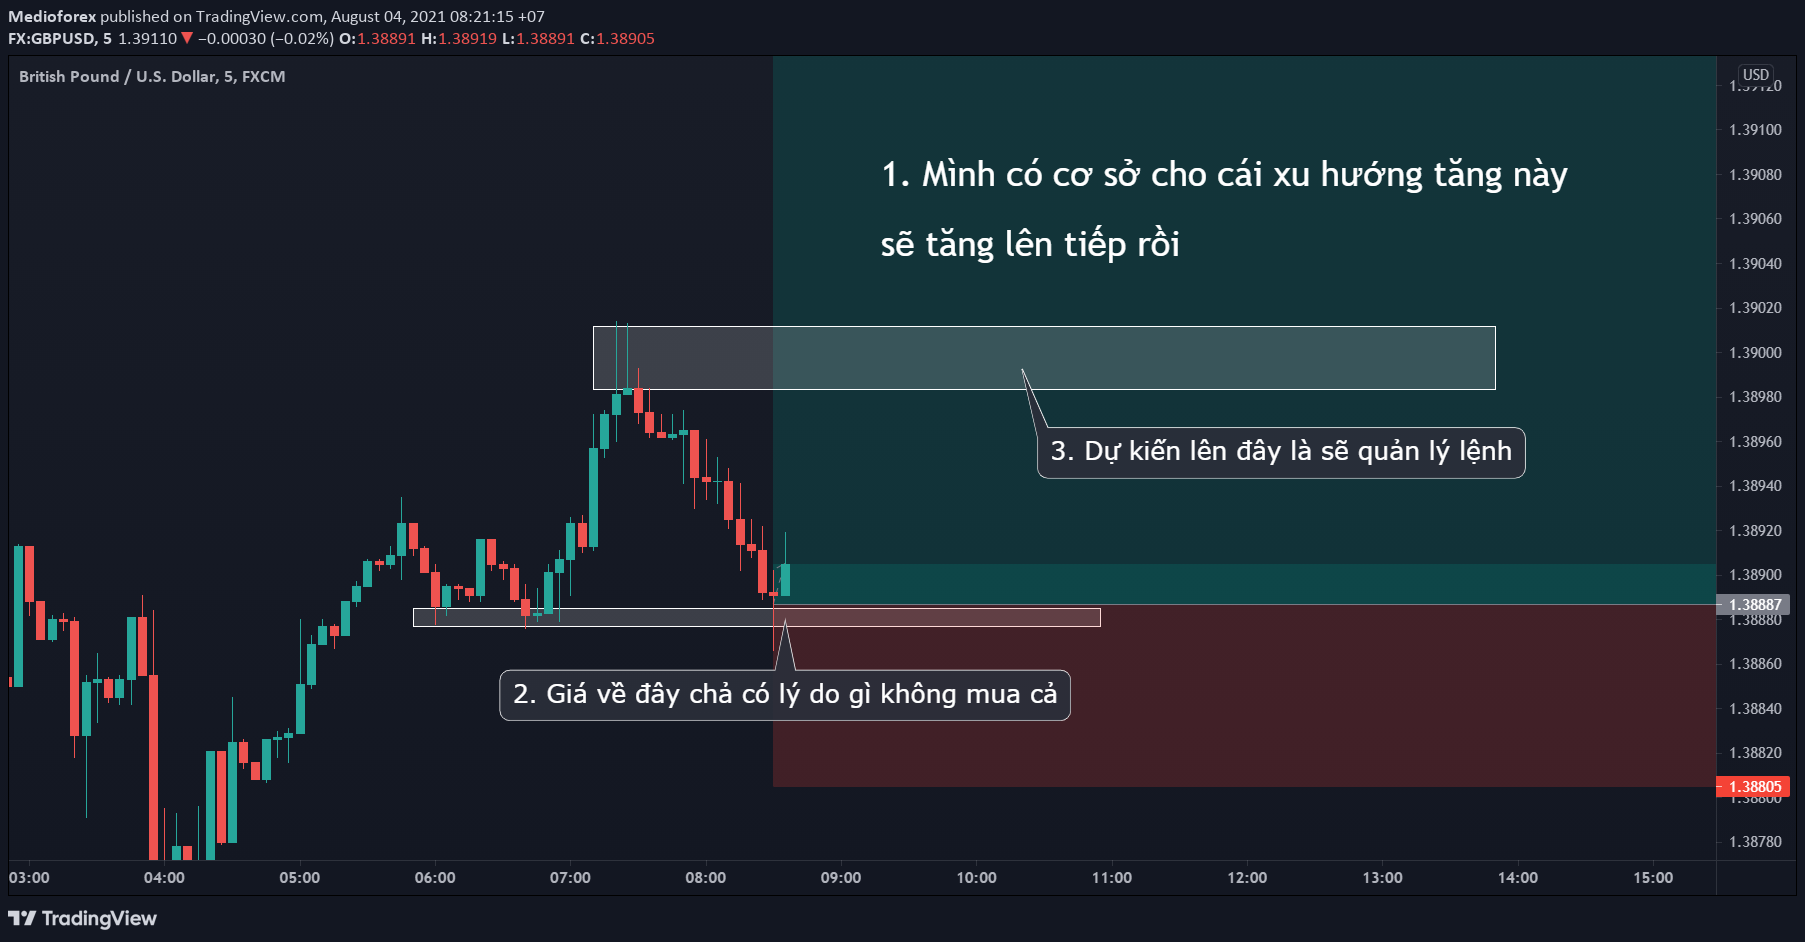 Medioforex published on TradingView.com, August 04, 2021 08:21:15 +07
FX:GBPUSD, 5 1.39110 ▼ −0.00030 (−0.02%) O:1.38891 H:1.38919 L:1.38891 C:1.38905
British Pound / U.S. Dollar, 5, FXCM
USD
1.39120
1.39100
1. Mình có cơ sở cho cái xu hướng tăng này
sẽ tăng lên tiếp rồi
1.39080
1.39060
1.39040
1.39020
1.39000
1.38980
3. Dự kiến lên đây là sẽ quản lý lệnh
1.38960
1.38940
1.38920
1.38900
1.38887
1.38880
1.38860
2. Giá về đây chả có lý do gì không mua cả
1.38840
1.38820
1.38805
1.38800
1.38780
03:00 04:00 05:00 06:00 07:00 08:00 09:00 10:00 11:00 12:00 13:00 14:00 15:00
TradingView